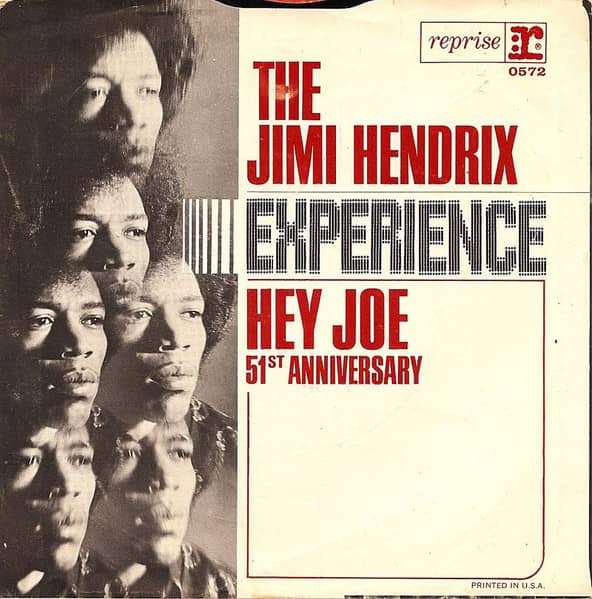 reprise r®
0572
THE
JIMI HENDRIX
EXPERIENCE
HEY JOE
51ST ANNIVERSARY
PRINTED IN U.S.A.